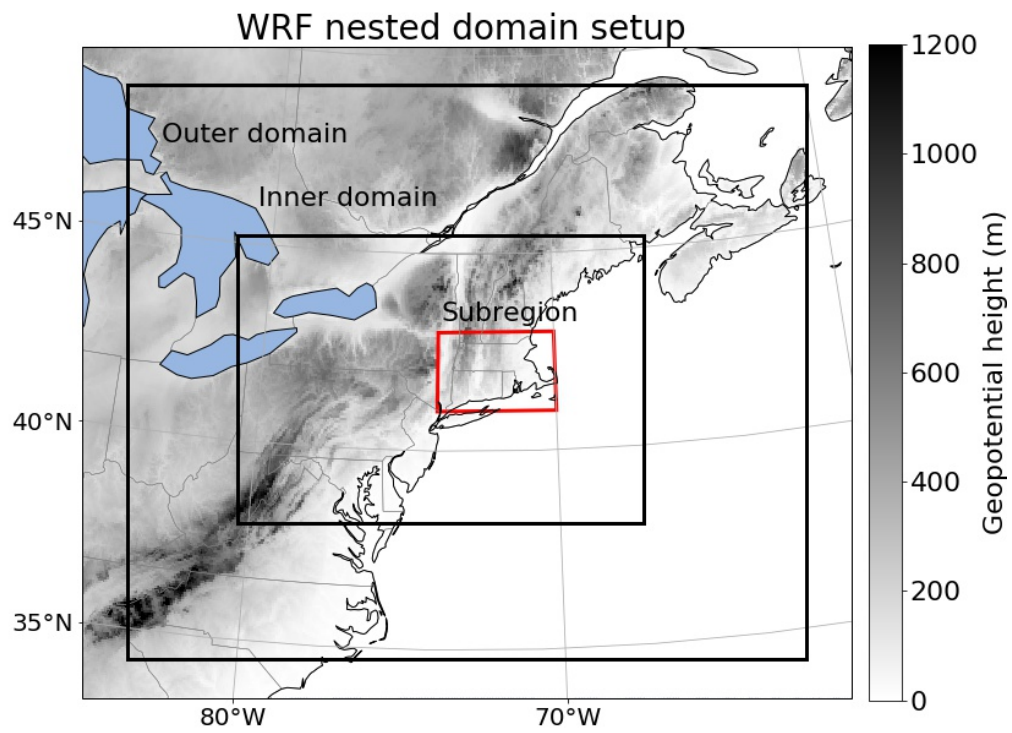 WRF nested domain setup
Outer domain
Inner domain
Subregion
45°N
40°N
35°N
80°W
70°W
1200
1000
800
600
400
200
0
Geopotential height (m)